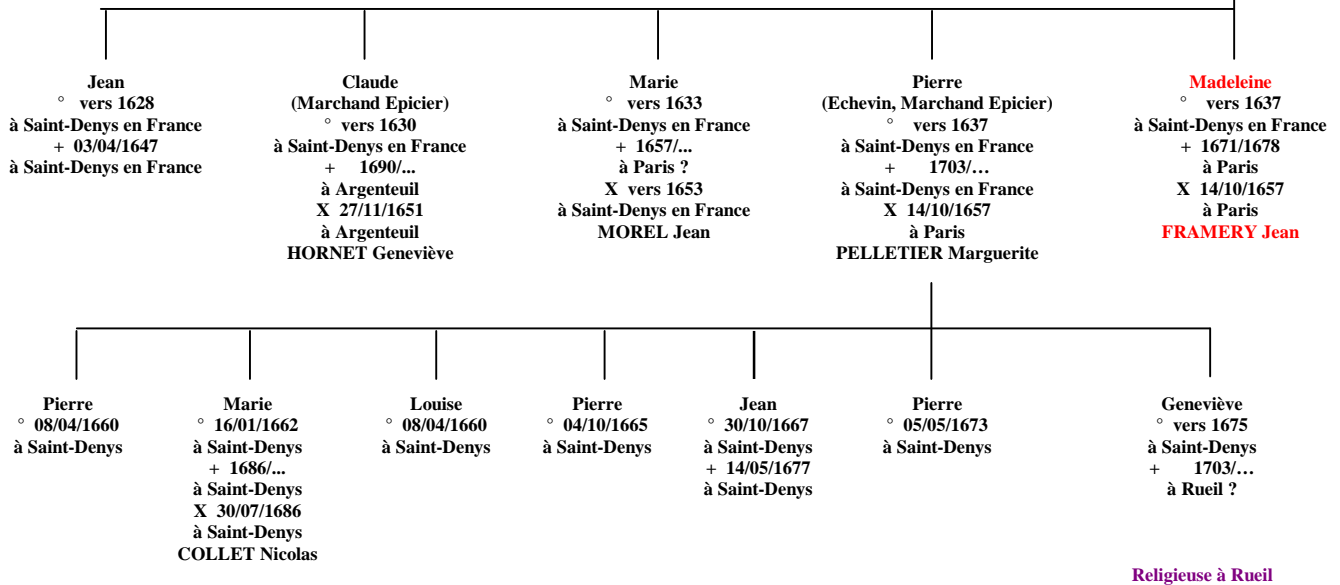 Jean
° vers 1628
à Saint-Denys en France
+ 03/04/1647
à Saint-Denys en France
Claude
(Marchand Epicier)
° vers 1630
à Saint-Denys en France
+ 1690/...
à Argenteuil
X 27/11/1651
à Argenteuil
HORNET Geneviève
Marie
° vers 1633
à Saint-Denys en France
+ 1657/...
à Paris ?
X vers 1653
à Saint-Denys en France
MOREL Jean
Pierre
(Echevin, Marchand Epicier)
° vers 1637
à Saint-Denys en France
+ 1703/…
à Saint-Denys en France
X 14/10/1657
à Paris
PELLETIER Marguerite
Madeleine
° vers 1637
à Saint-Denys en France
+ 1671/1678
à Paris
X 14/10/1657
à Paris
FRAMERY Jean
Pierre
° 08/04/1660
à Saint-Denys
Marie
° 16/01/1662
à Saint-Denys
+ 1686/...
à Saint-Denys
X 30/07/1686
à Saint-Denys
COLLET Nicolas
Louise
° 08/04/1660
à Saint-Denys
Pierre
° 04/10/1665
à Saint-Denys
Jean
° 30/10/1667
à Saint-Denys
+ 14/05/1677
à Saint-Denys
Pierre
° 05/05/1673
à Saint-Denys
Geneviève
° vers 1675
à Saint-Denys
+ 1703/…
à Rueil ?
Religieuse à Rueil